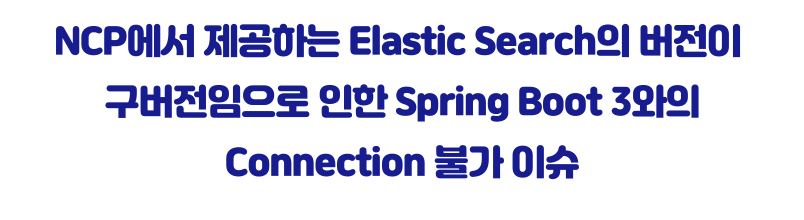 NCP에서 제공하는 Elastic Search의 버전이
구버전임으로 인한 Spring Boot 3와의
Connection 불가 이슈